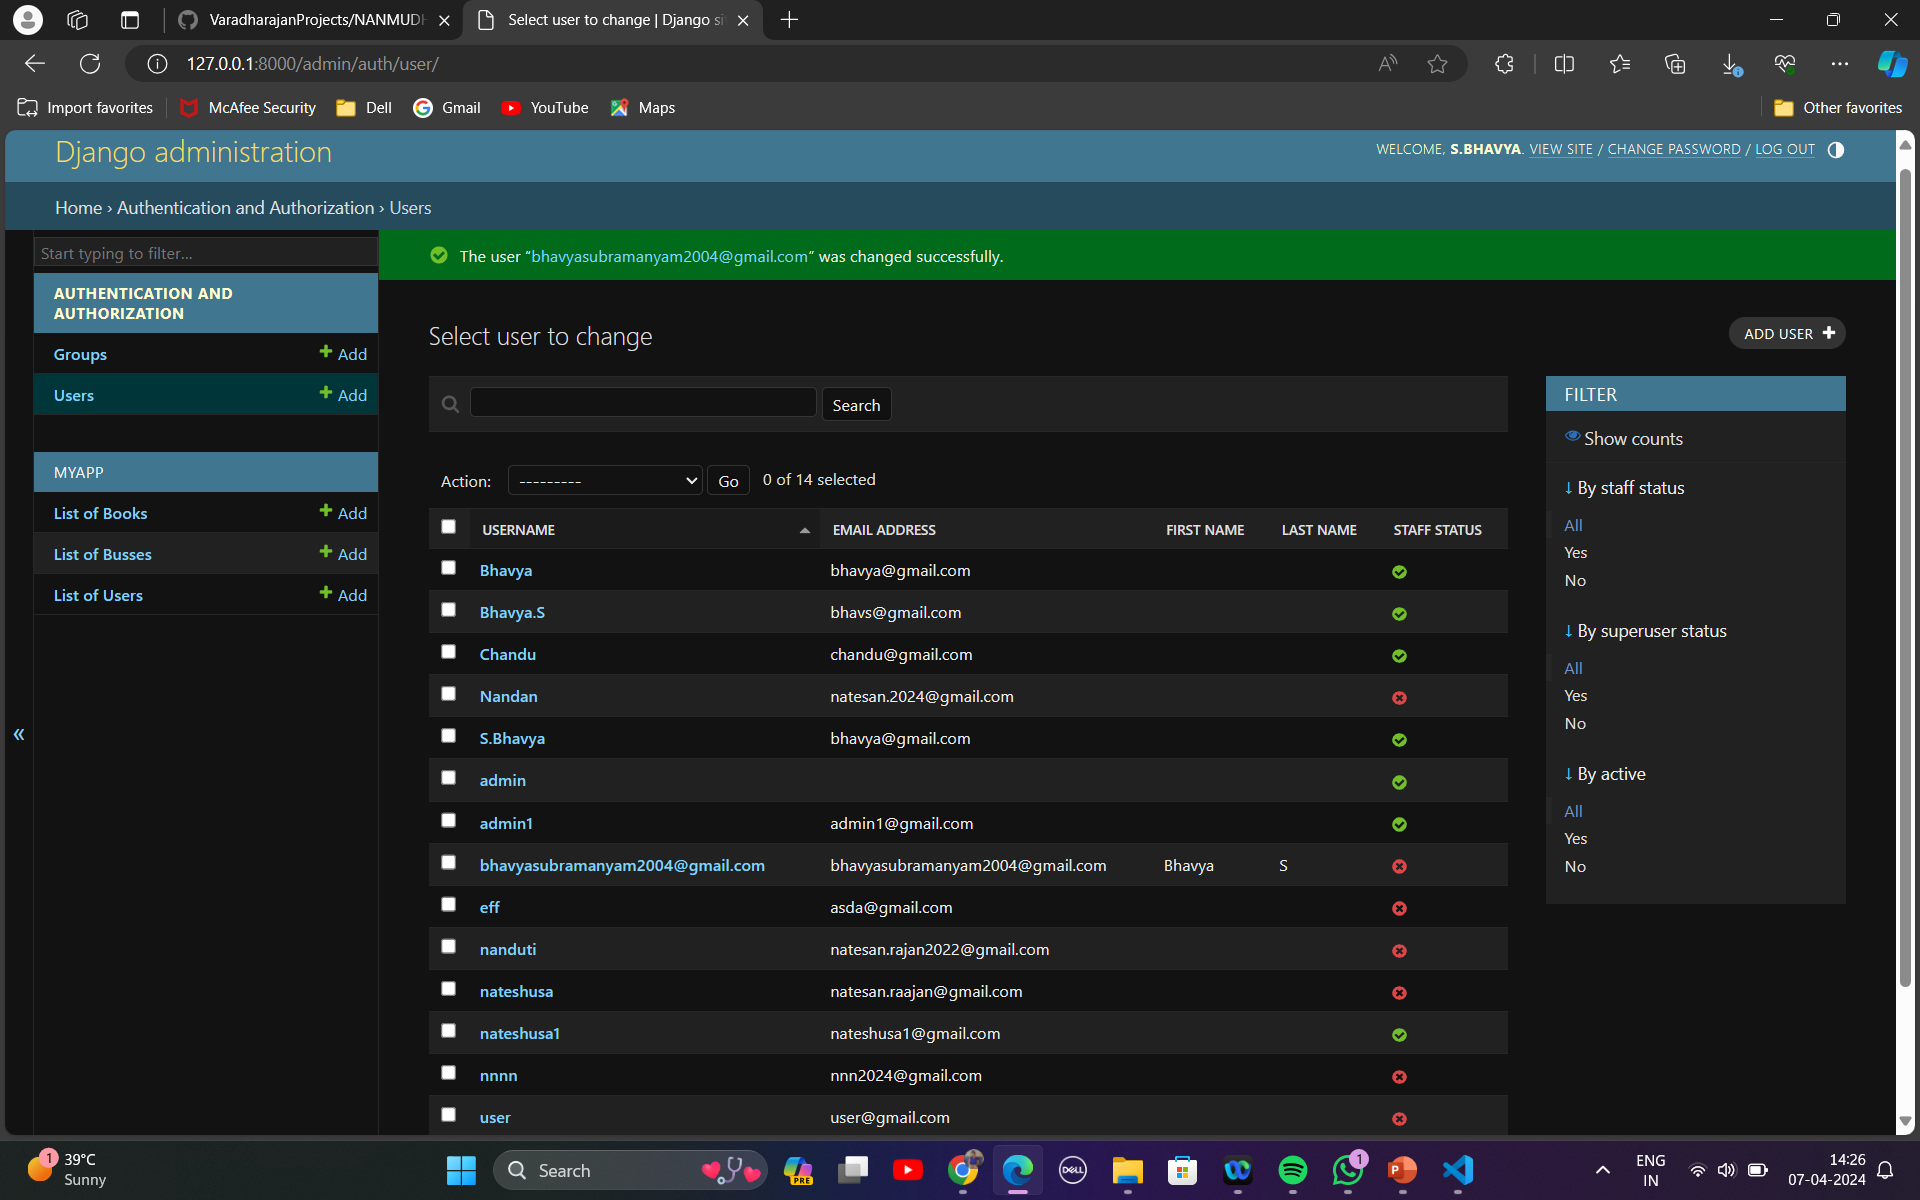 VaradharajanProjects/NANMUDH
Select user to change | Django si
127.0.0.1:8000/admin/auth/user/
Import favorites
McAfee Security
Dell
Gmail
YouTube
Maps
Other favorites
Django administration
WELCOME, S.BHAVYA. VIEW SITE / CHANGE PASSWORD / LOG OUT
Home › Authentication and Authorization › Users
Start typing to filter...
The user “bhavyasubramanyam2004@gmail.com” was changed successfully.
AUTHENTICATION AND
AUTHORIZATION
Groups Add
Users Add
MYAPP
List of Books Add
List of Busses Add
List of Users Add
Select user to change
ADD USER
Search
Action: --------- Go 0 of 14 selected
USERNAME EMAIL ADDRESS FIRST NAME LAST NAME STAFF STATUS
Bhavya bhavya@gmail.com
Bhavya.S bhavs@gmail.com
Chandu chandu@gmail.com
Nandan natesan.2024@gmail.com
S.Bhavya bhavya@gmail.com
admin
admin1 admin1@gmail.com
bhavyasubramanyam2004@gmail.com bhavyasubramanyam2004@gmail.com Bhavya S
eff asda@gmail.com
nanduti natesan.rajan2022@gmail.com
nateshusa natesan.raajan@gmail.com
nateshusa1 nateshusa1@gmail.com
nnnn nnn2024@gmail.com
user user@gmail.com
FILTER
Show counts
↓ By staff status
All
Yes
No
↓ By superuser status
All
Yes
No
↓ By active
All
Yes
No
«
1
39°C
Sunny
Search
PRE
DELL
1
ENG
IN
14:26
07-04-2024